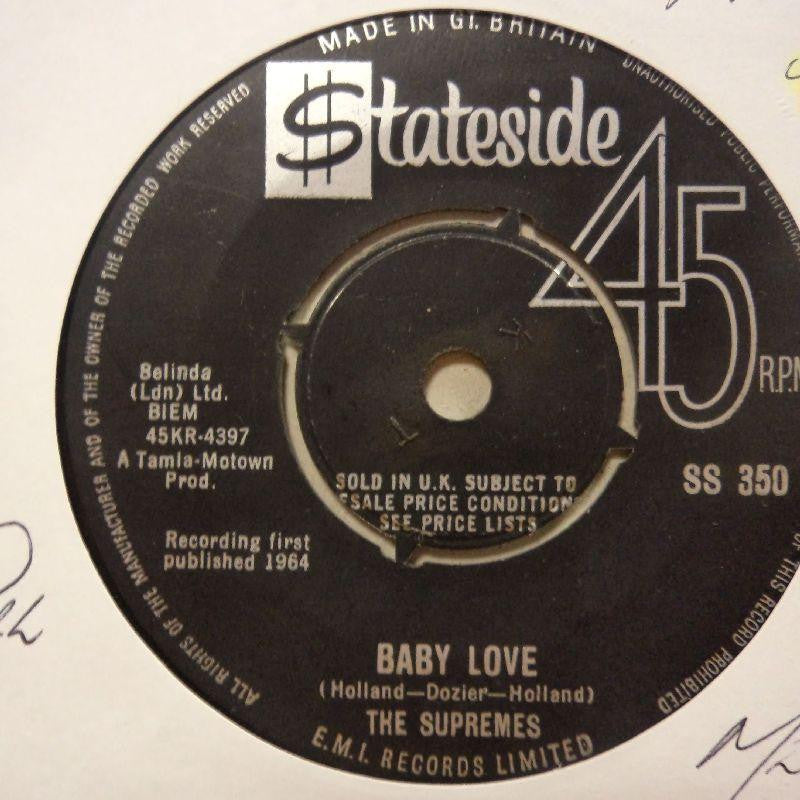 MADE IN GT. BRITAIN
UNAUTHORISED PUBLIC PERFORMAN
$tateside
45
R.P.M
ALL RIGHTS OF THE MANUFACTURER AND OF THE OWNER OF THE RECORDED WORK RESERVED
Belinda
(Ldn) Ltd.
BIEM
45KR-4397
A Tamla-Motown
Prod.
K
T
SOLD IN U.K. SUBJECT TO
ESALE PRICE CONDITION
SEE PRICE LISTS
SS 350
Recording first
published 1964
OF THIS RECORD PROHIBITED
BABY LOVE
(Holland—Dozier—Holland)
THE SUPREMES
E.M.I. RECORDS LIMITED